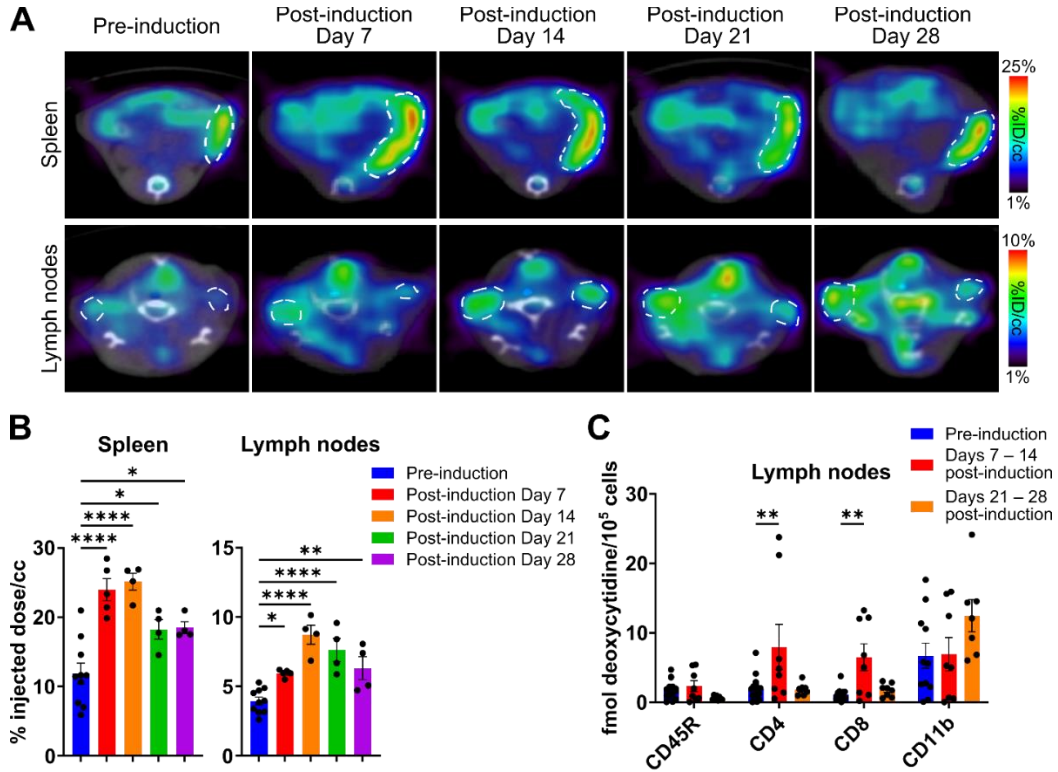 A
Pre-induction
Post-induction
Day 7
Post-induction
Day 14
Post-induction
Day 21
Post-induction
Day 28
Spleen
25%
%ID/cc
1%
Lymph nodes
10%
%ID/cc
1%
B
Spleen
Lymph nodes
Pre-induction
Post-induction Day 7
Post-induction Day 14
Post-induction Day 21
Post-induction Day 28
*
*
****
****
**
****
****
*
% injected dose/cc
30
20
10
0
15
10
5
0
C
Pre-induction
Days 7 – 14
post-induction
Days 21 – 28
post-induction
Lymph nodes
** **
fmol deoxycytidine/10⁵ cells
30
20
10
0
CD45R
CD4
CD8
CD11b